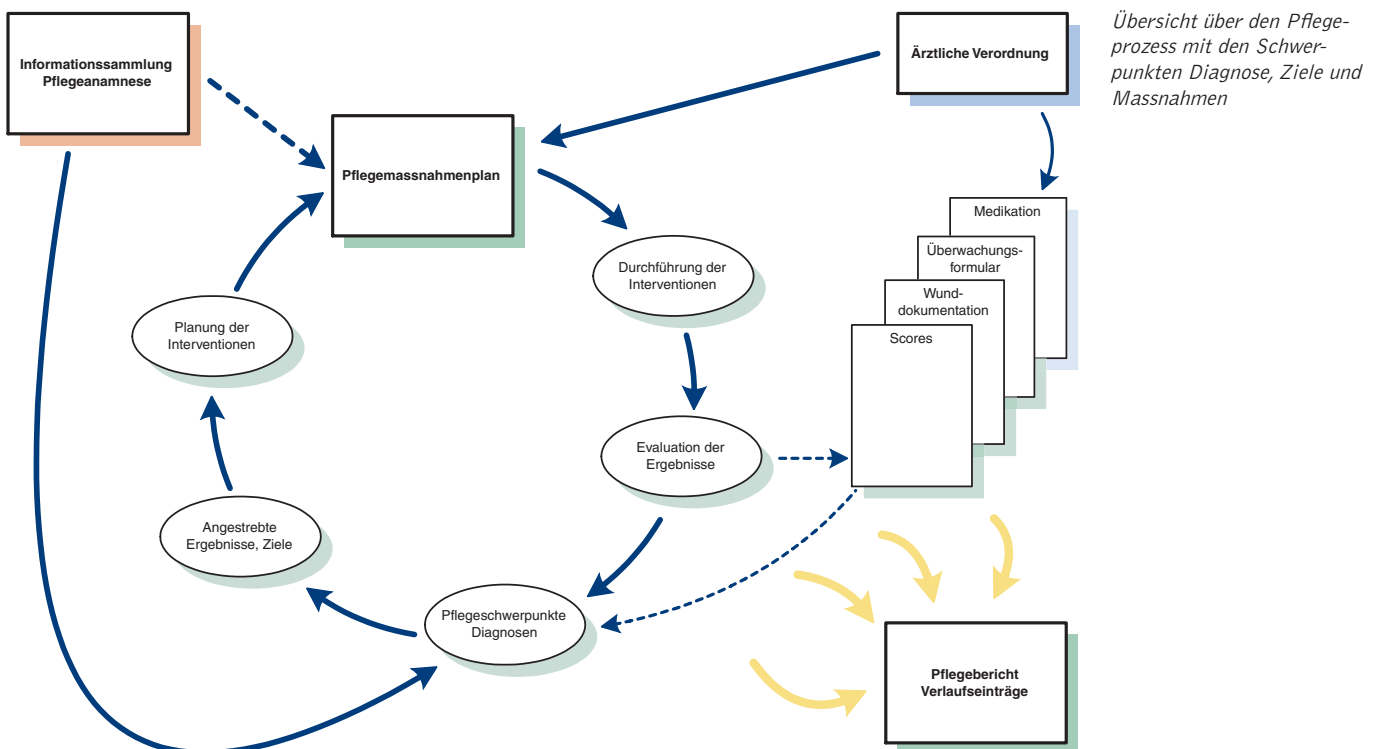 Informationssammlung
Pflegeanamnese
Ärztliche Verordnung
Übersicht über den Pflege-
prozess mit den Schwer-
punkten Diagnose, Ziele und
Massnahmen
Pflegemassnahmenplan
Medikation
Überwachungs-
formular
Wund-
dokumentation
Scores
Durchführung der
Interventionen
Planung der
Interventionen
Evaluation der
Ergebnisse
Angestrebte
Ergebnisse, Ziele
Pflegeschwerpunkte
Diagnosen
Pflegebericht
Verlaufseinträge